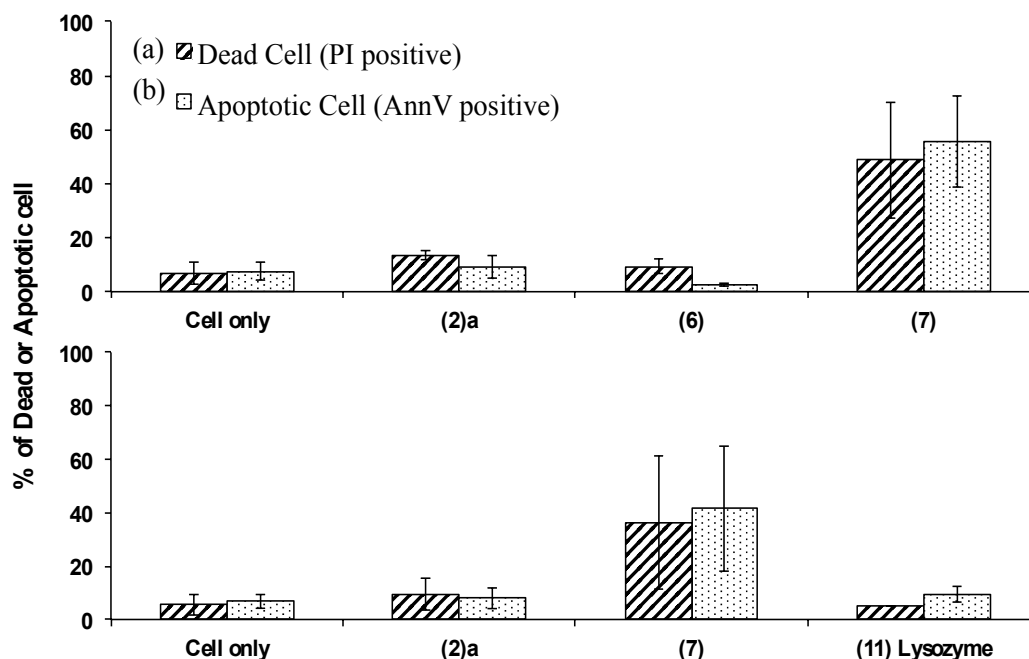 100
(a) Dead Cell (PI positive)
80
(b) Apoptotic Cell (AnnV positive)
60
40
20
0
Cell only (2)a (6) (7)
% of Dead or Apoptotic cell
100
80
60
40
20
0
Cell only (2)a (7) (11) Lysozyme